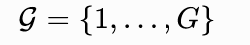 𝒢 = {1, …, G}